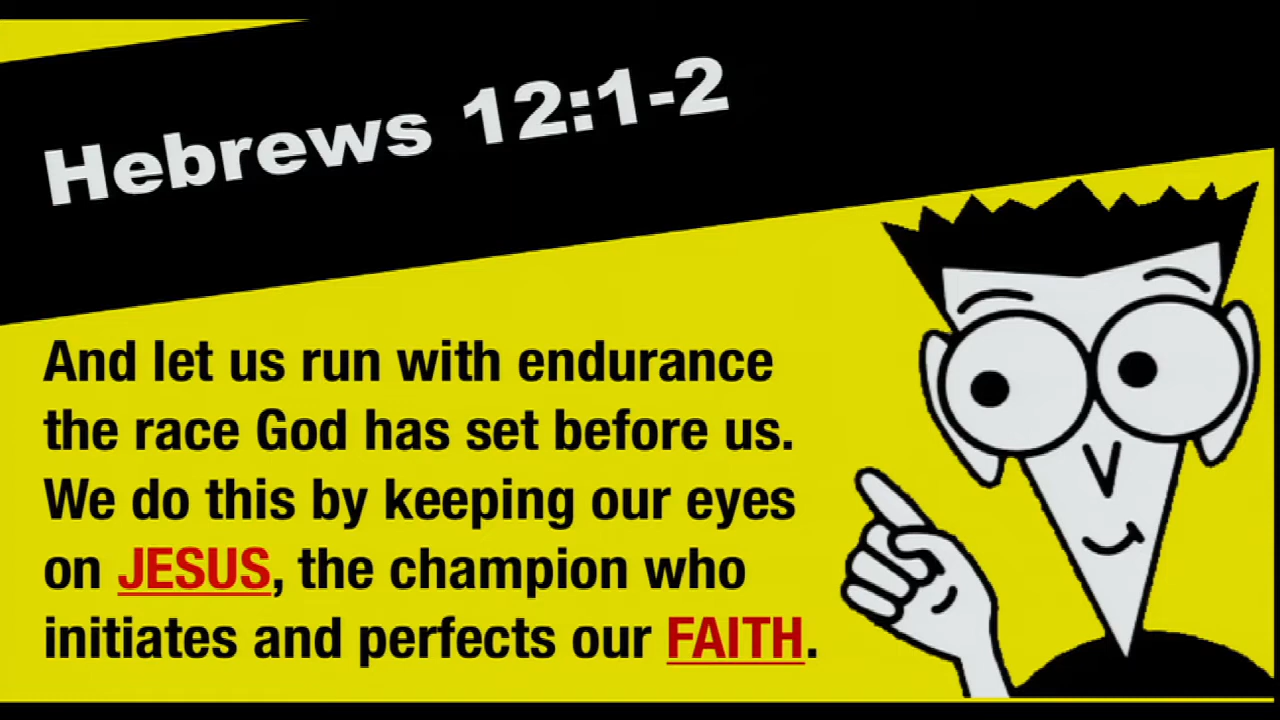 Hebrews 12:1-2
And let us run with endurance
the race God has set before us.
We do this by keeping our eyes
on JESUS, the champion who
initiates and perfects our FAITH.